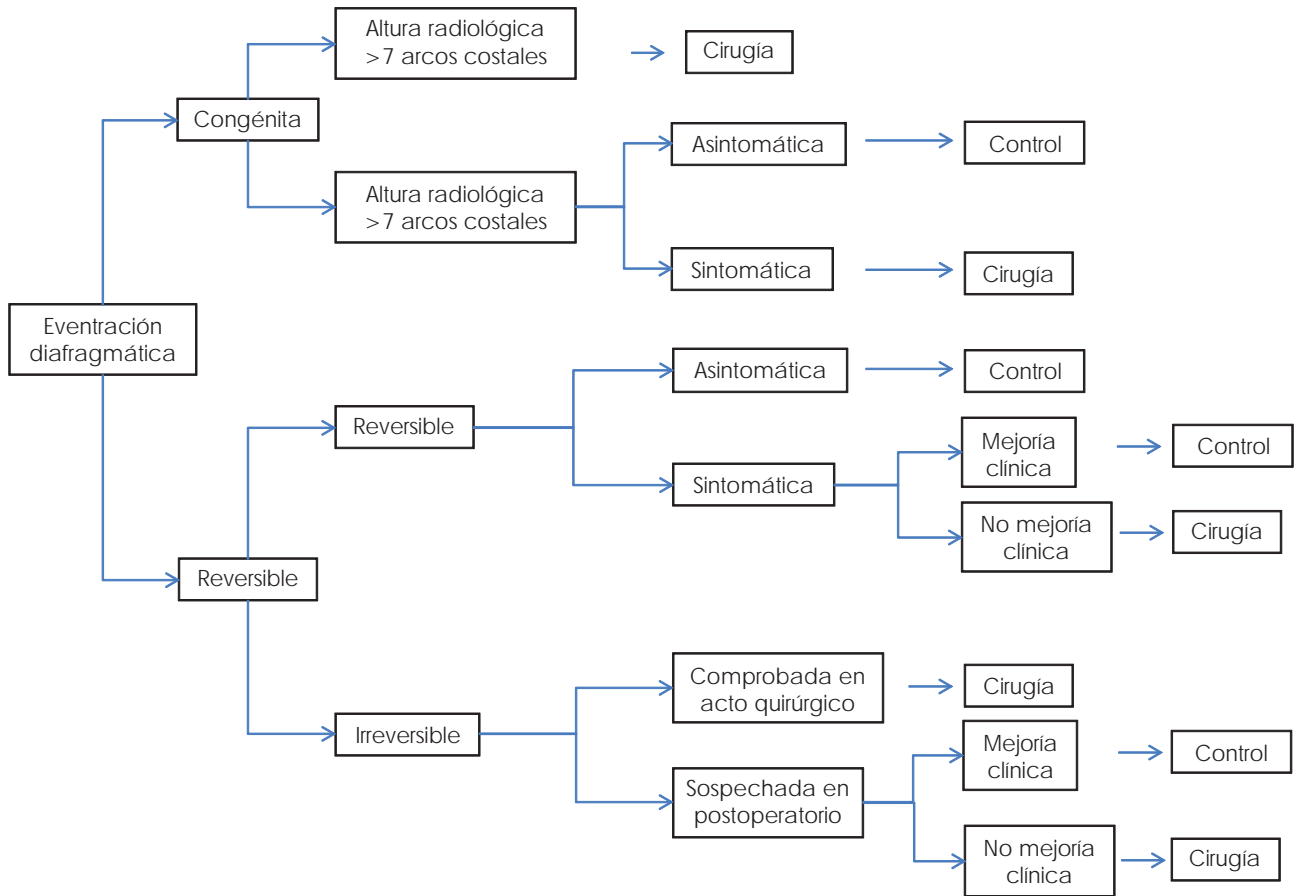 Altura radiológica
>7 arcos costales
Cirugía
Congénita
Asintomática
Control
Altura radiológica
>7 arcos costales
Sintomática
Cirugía
Eventración
diafragmática
Asintomática
Control
Reversible
Mejoría
clínica
Control
Sintomática
No mejoría
clínica
Cirugía
Reversible
Comprobada en
acto quirúrgico
Cirugía
Irreversible
Mejoría
clínica
Control
Sospechada en
postoperatorio
No mejoría
clínica
Cirugía